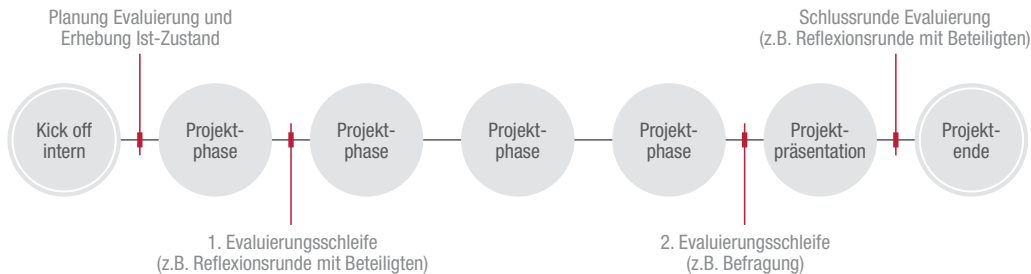 Planung Evaluierung und
Erhebung Ist-Zustand
Schlussrunde Evaluierung
(z.B. Reflexionsrunde mit Beteiligten)
Kick off
intern
Projekt-
phase
Projekt-
phase
Projekt-
phase
Projekt-
phase
Projekt-
präsentation
Projekt-
ende
1. Evaluierungsschleife
(z.B. Reflexionsrunde mit Beteiligten)
2. Evaluierungsschleife
(z.B. Befragung)